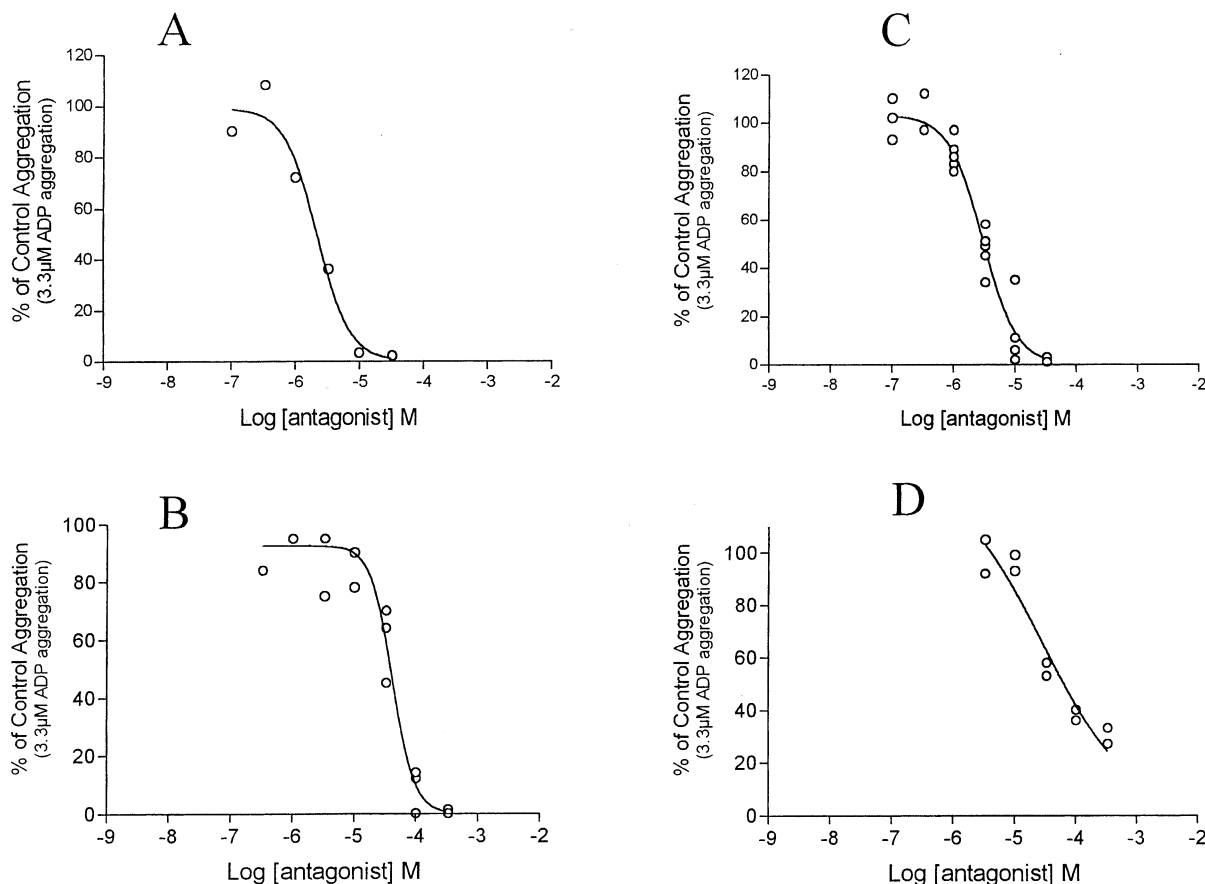 A
% of Control Aggregation
(3.3µM ADP aggregation)
120
100
80
60
40
20
0
-9 -8 -7 -6 -5 -4 -3 -2
Log [antagonist] M
C
% of Control Aggregation
(3.3µM ADP aggregation)
120
100
80
60
40
20
0
-9 -8 -7 -6 -5 -4 -3 -2
Log [antagonist] M
B
% of Control Aggregation
(3.3µM ADP aggregation)
100
80
60
40
20
0
-9 -8 -7 -6 -5 -4 -3 -2
Log [antagonist] M
D
% of Control Aggregation
(3.3µM ADP aggregation)
100
80
60
40
20
0
-9 -8 -7 -6 -5 -4 -3 -2
Log [antagonist] M